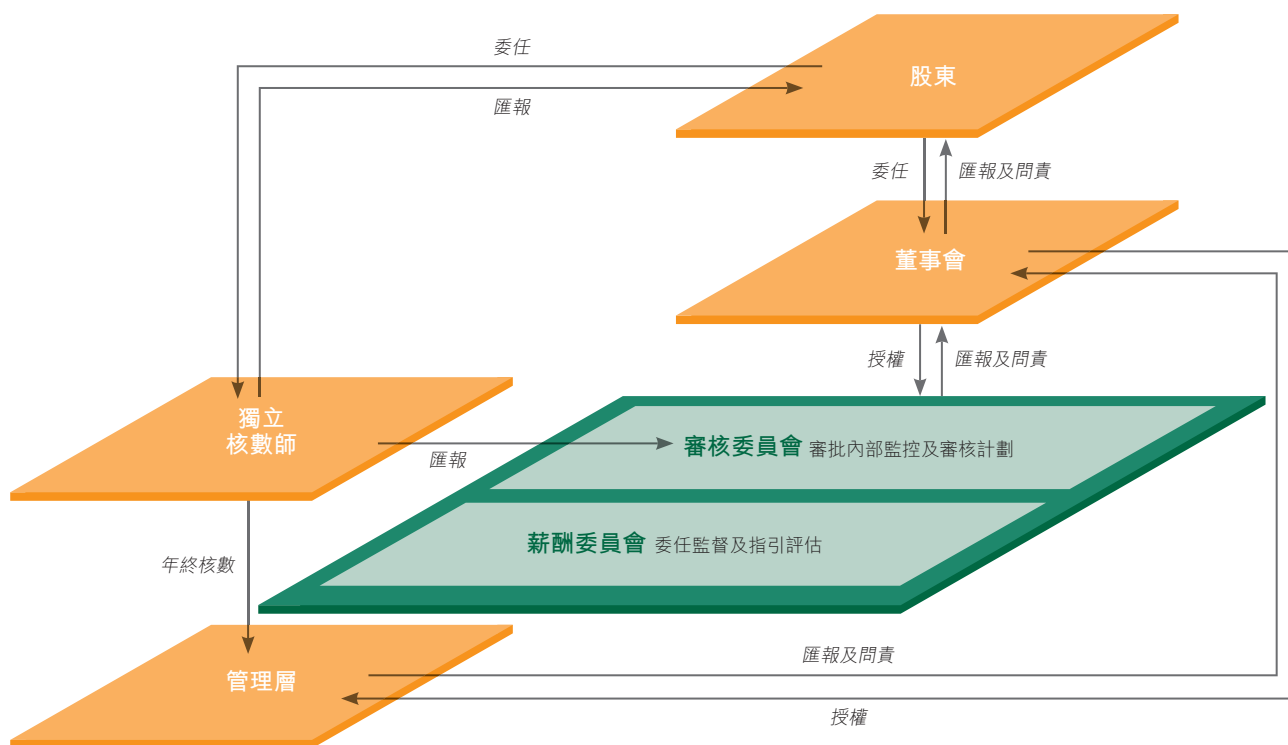 委任
股東
匯報
委任
匯報及問責
董事會
授權
匯報及問責
獨立
核數師
匯報
審核委員會 審批內部監控及審核計劃
薪酬委員會 委任監督及指引評估
年終核數
管理層
匯報及問責
授權